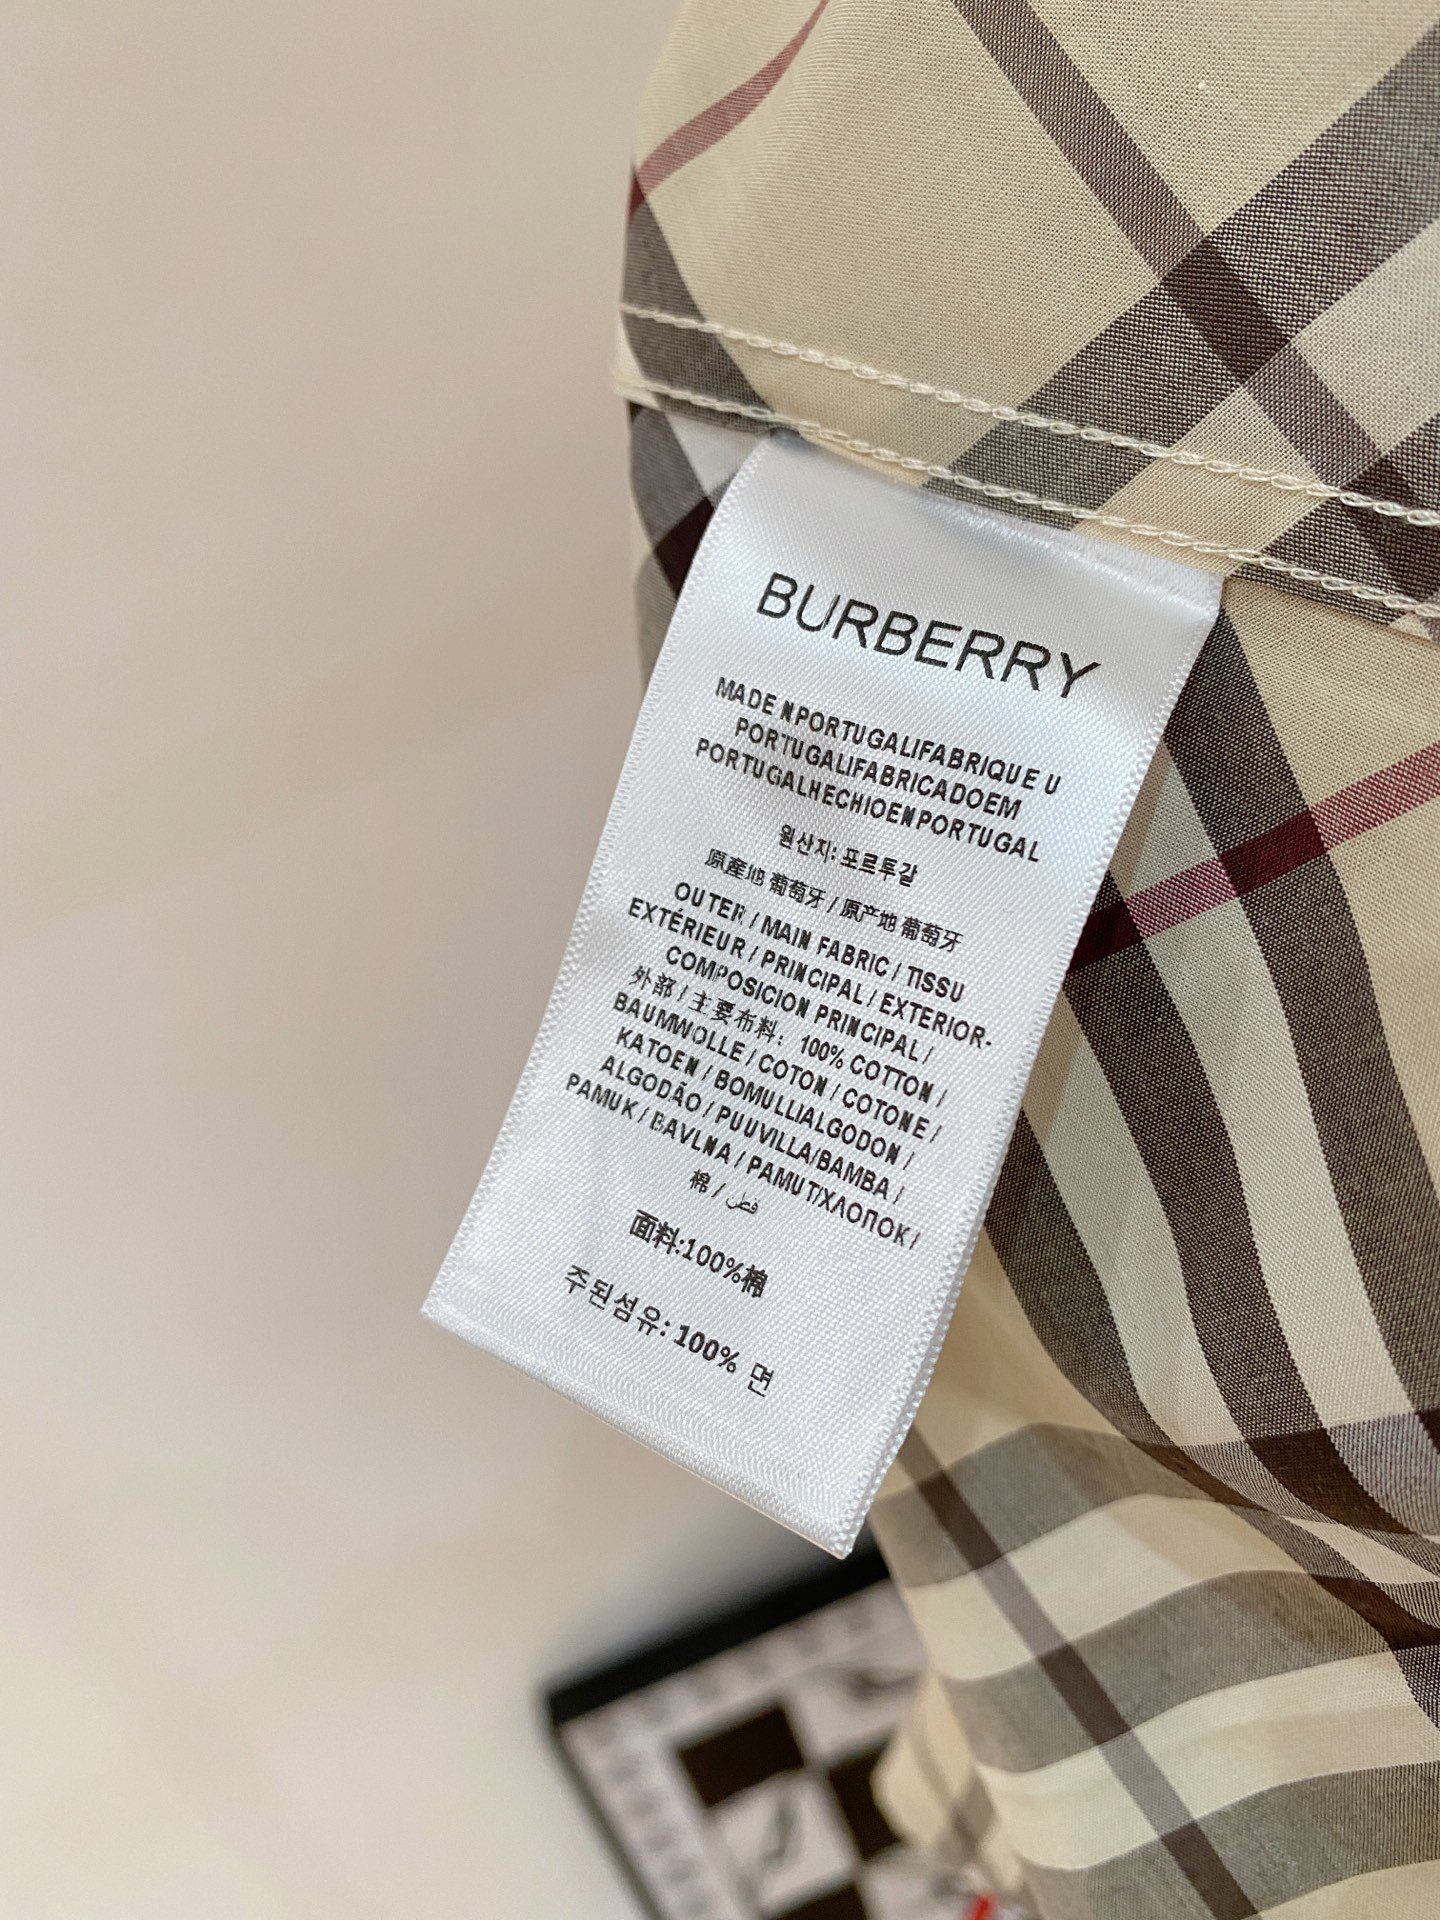 BURBERRY
MADE NPORTUGALIFABRIQUE U
PORTUGALIFABRICADOEM
PORTUGALHECHIOENPORTUGAL
원산지: 포르투갈
原產地 葡萄牙 / 原产地 葡萄牙
OUTER / MAIN FABRIC / TISSU
EXTÉRIEUR / PRINCIPAL / EXTERIOR-
COMPOSICION PRINCIPAL /
外部 / 主要布料: 100% COTTON /
BAUMWOLLE / COTON / COTONE /
KATOEN / BOMULLIALGODON /
ALGODÃO / PUUVILLA/BAMBA /
PAMUK / BAVLNA / PAMUT/ХЛОПОК /
棉 / قطن
面料:100%棉
주된섬유: 100% 면